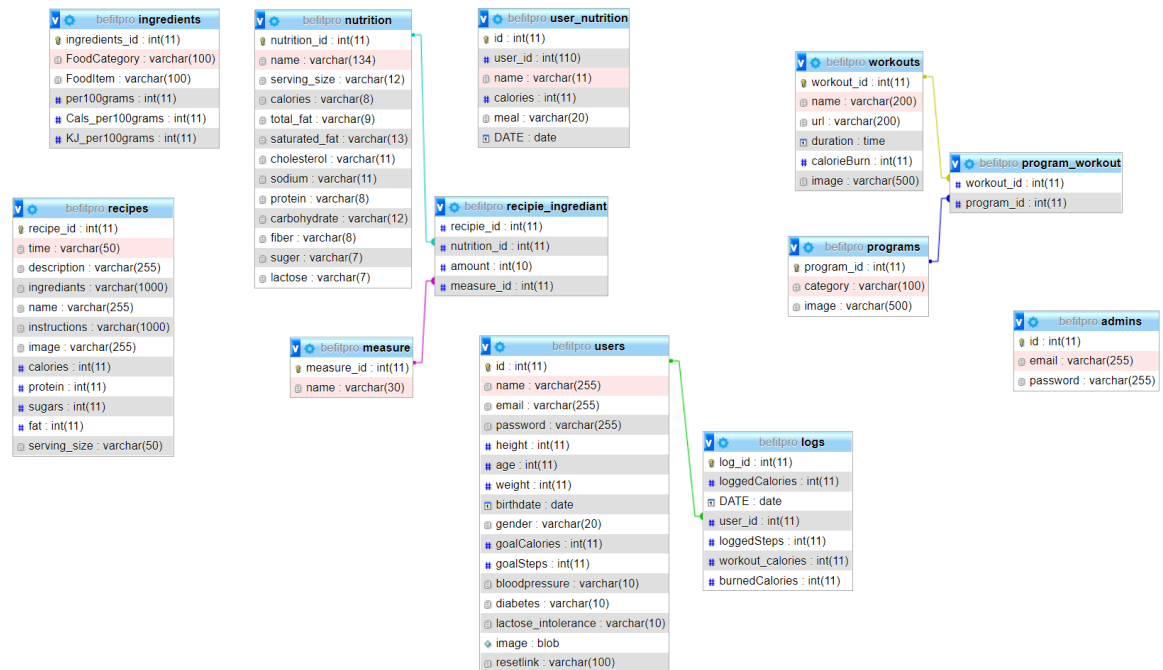 befitpro ingredients
ingredients_id : int(11)
FoodCategory : varchar(100)
FoodItem : varchar(100)
per100grams : int(11)
Cals_per100grams : int(11)
KJ_per100grams : int(11)
befitpro nutrition
nutrition_id : int(11)
name : varchar(134)
serving_size : varchar(12)
calories : varchar(8)
total_fat : varchar(9)
saturated_fat : varchar(13)
cholesterol : varchar(11)
sodium : varchar(11)
protein : varchar(8)
carbohydrate : varchar(12)
fiber : varchar(8)
suger : varchar(7)
lactose : varchar(7)
befitpro user_nutrition
id : int(11)
user_id : int(110)
name : varchar(11)
calories : int(11)
meal : varchar(20)
DATE : date
befitpro workouts
workout_id : int(11)
name : varchar(200)
url : varchar(200)
duration : time
calorieBurn : int(11)
image : varchar(500)
befitpro program_workout
workout_id : int(11)
program_id : int(11)
befitpro recipes
recipe_id : int(11)
time : varchar(50)
description : varchar(255)
ingrediants : varchar(1000)
name : varchar(255)
instructions : varchar(1000)
image : varchar(255)
calories : int(11)
protein : int(11)
sugars : int(11)
fat : int(11)
serving_size : varchar(50)
befitpro recipie_ingrediant
recipie_id : int(11)
nutrition_id : int(11)
amount : int(10)
measure_id : int(11)
befitpro programs
program_id : int(11)
category : varchar(100)
image : varchar(500)
befitpro admins
id : int(11)
email : varchar(255)
password : varchar(255)
befitpro measure
measure_id : int(11)
name : varchar(30)
befitpro users
id : int(11)
name : varchar(255)
email : varchar(255)
password : varchar(255)
height : int(11)
age : int(11)
weight : int(11)
birthdate : date
gender : varchar(20)
goalCalories : int(11)
goalSteps : int(11)
bloodpressure : varchar(10)
diabetes : varchar(10)
lactose_intolerance : varchar(10)
image : blob
resetlink : varchar(100)
befitpro logs
log_id : int(11)
loggedCalories : int(11)
DATE : date
user_id : int(11)
loggedSteps : int(11)
workout_calories : int(11)
burnedCalories : int(11)